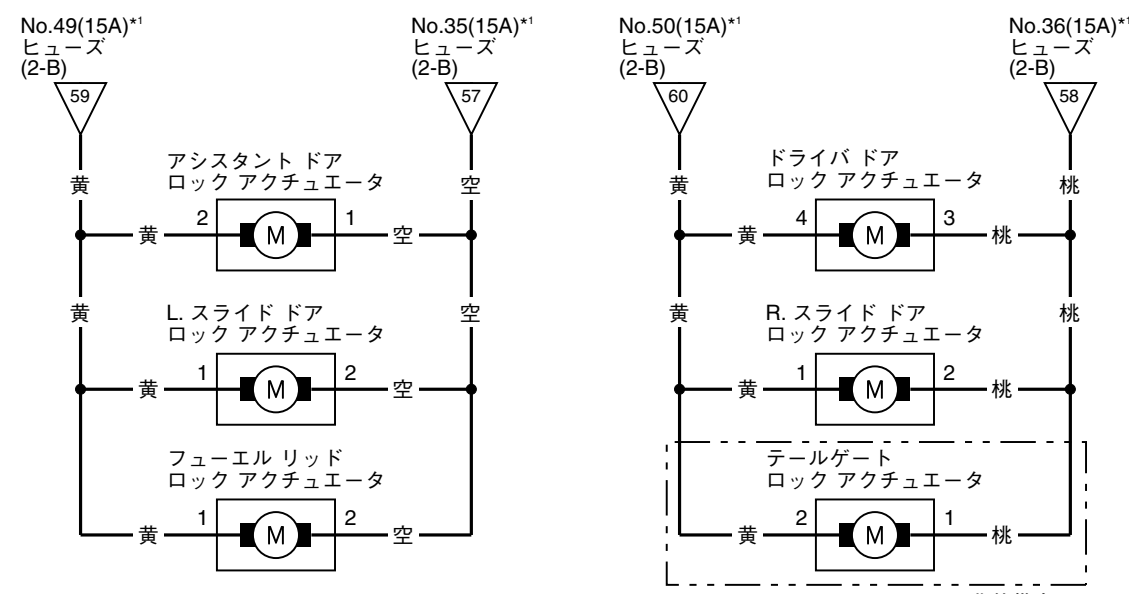 No.49(15A)*1
ヒューズ
(2-B)
59
No.35(15A)*1
ヒューズ
(2-B)
57
黄
空
アシスタント ドア
ロック アクチュエータ
黄 2 M 1 空
黄
空
L. スライド ドア
ロック アクチュエータ
黄 1 M 2 空
フューエル リッド
ロック アクチュエータ
黄 1 M 2 空
No.50(15A)*1
ヒューズ
(2-B)
60
No.36(15A)*1
ヒューズ
(2-B)
58
黄
桃
ドライバ ドア
ロック アクチュエータ
黄 4 M 3 桃
黄
桃
R. スライド ドア
ロック アクチュエータ
黄 1 M 2 桃
テールゲート
ロック アクチュエータ
黄 2 M 1 桃